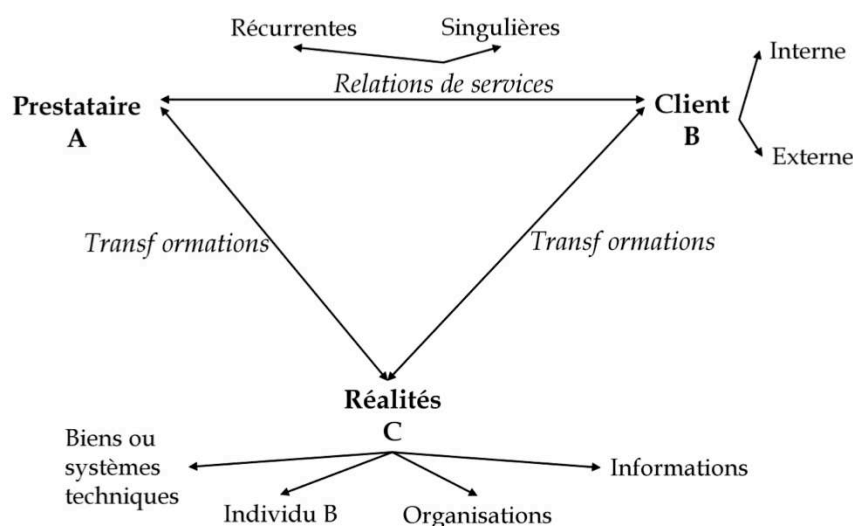 Récurrentes
Singulières
Relations de services
Prestataire
A
Client
B
Interne
Externe
Transf ormations
Transf ormations
Réalités
C
Biens ou
systèmes
techniques
Individu B
Organisations
Informations